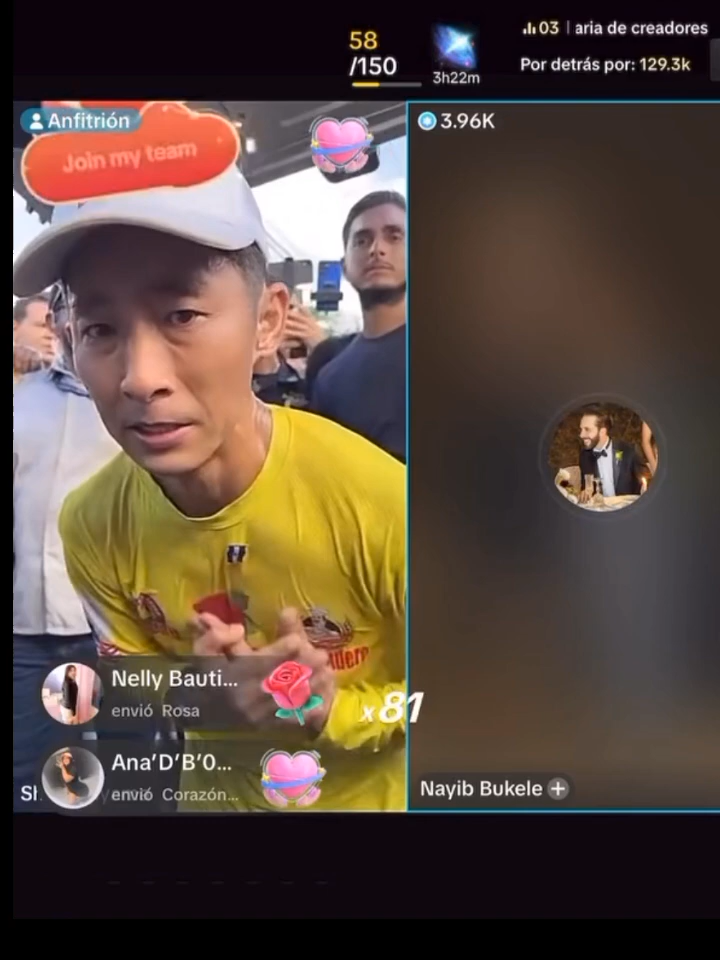 58
/150
3h22m
03 | aria de creadores
Por detrás por: 129.3k
Anfitrión
Join my team
3.96K
Nelly Bauti...
envió Rosa
x81
Ana'D'B'O...
envió Corazón...
Nayib Bukele